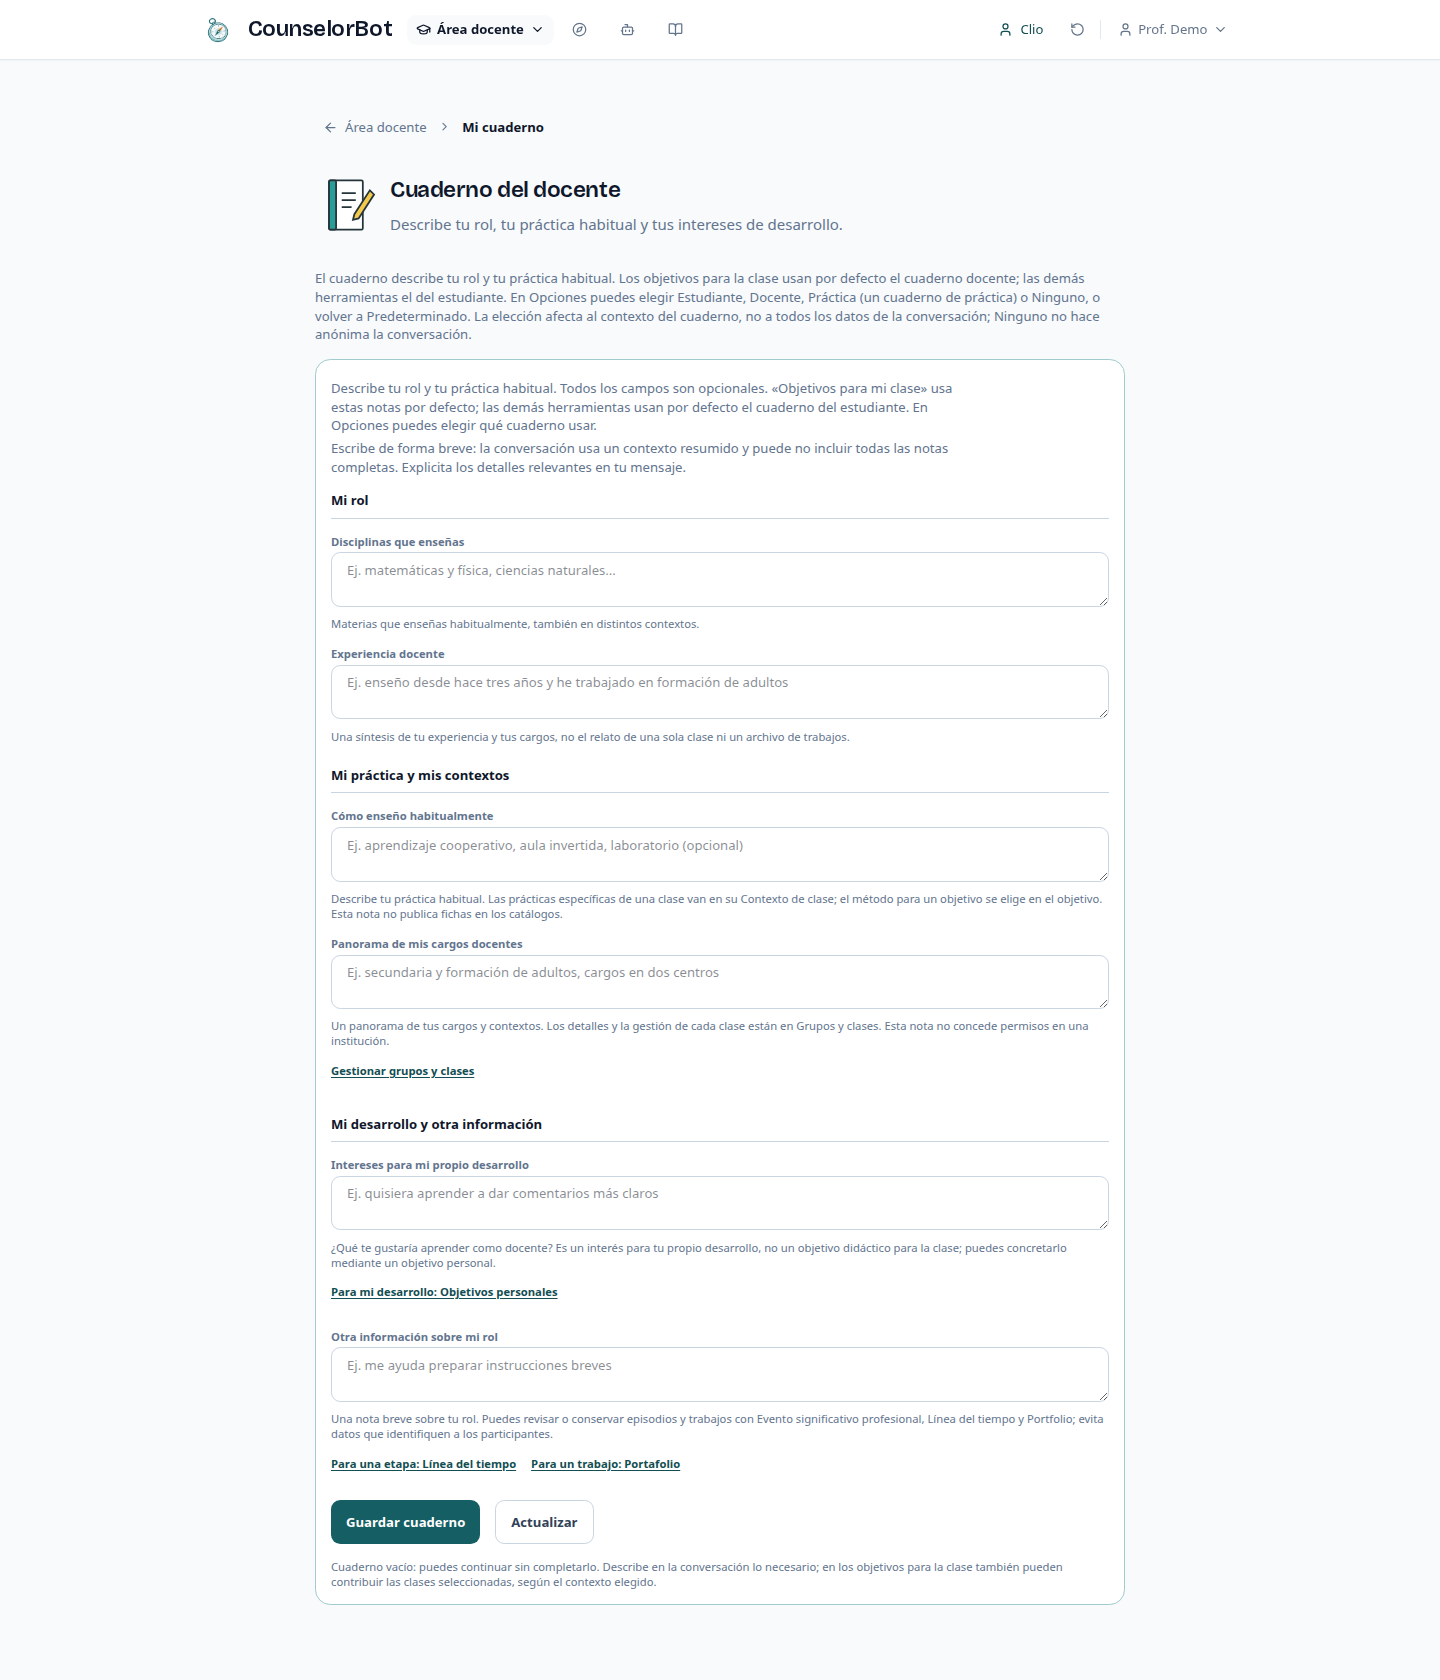 CounselorBot
Área docente
Clio
Prof. Demo
Área docente
Mi cuaderno
Cuaderno del docente
Describe tu rol, tu práctica habitual y tus intereses de desarrollo.
El cuaderno describe tu rol y tu práctica habitual. Los objetivos para la clase usan por defecto el cuaderno docente; las demás
herramientas el del estudiante. En Opciones puedes elegir Estudiante, Docente, Práctica (un cuaderno de práctica) o Ninguno, o
volver a Predeterminado. La elección afecta al contexto del cuaderno, no a todos los datos de la conversación; Ninguno no hace
anónima la conversación.
Describe tu rol y tu práctica habitual. Todos los campos son opcionales. «Objetivos para mi clase» usa
estas notas por defecto; las demás herramientas usan por defecto el cuaderno del estudiante. En
Opciones puedes elegir qué cuaderno usar.
Escribe de forma breve: la conversación usa un contexto resumido y puede no incluir todas las notas
completas. Explicita los detalles relevantes en tu mensaje.
Mi rol
Disciplinas que enseñas
Ej. matemáticas y física, ciencias naturales...
Materias que enseñas habitualmente, también en distintos contextos.
Experiencia docente
Ej. enseño desde hace tres años y he trabajado en formación de adultos
Una síntesis de tu experiencia y tus cargos, no el relato de una sola clase ni un archivo de trabajos.
Mi práctica y mis contextos
Cómo enseño habitualmente
Ej. aprendizaje cooperativo, aula invertida, laboratorio (opcional)
Describe tu práctica habitual. Las prácticas específicas de una clase van en su Contexto de clase; el método para un objetivo se elige en el objetivo.
Esta nota no publica fichas en los catálogos.
Panorama de mis cargos docentes
Ej. secundaria y formación de adultos, cargos en dos centros
Un panorama de tus cargos y contextos. Los detalles y la gestión de cada clase están en Grupos y clases. Esta nota no concede permisos en una
institución.
Gestionar grupos y clases
Mi desarrollo y otra información
Intereses para mi propio desarrollo
Ej. quisiera aprender a dar comentarios más claros
¿Qué te gustaría aprender como docente? Es un interés para tu propio desarrollo, no un objetivo didáctico para la clase; puedes concretarlo
mediante un objetivo personal.
Para mi desarrollo: Objetivos personales
Otra información sobre mi rol
Ej. me ayuda preparar instrucciones breves
Una nota breve sobre tu rol. Puedes revisar o conservar episodios y trabajos con Evento significativo profesional, Línea del tiempo y Portfolio; evita
datos que identifiquen a los participantes.
Para una etapa: Línea del tiempo Para un trabajo: Portafolio
Guardar cuaderno Actualizar
Cuaderno vacío: puedes continuar sin completarlo. Describe en la conversación lo necesario; en los objetivos para la clase también pueden
contribuir las clases seleccionadas, según el contexto elegido.